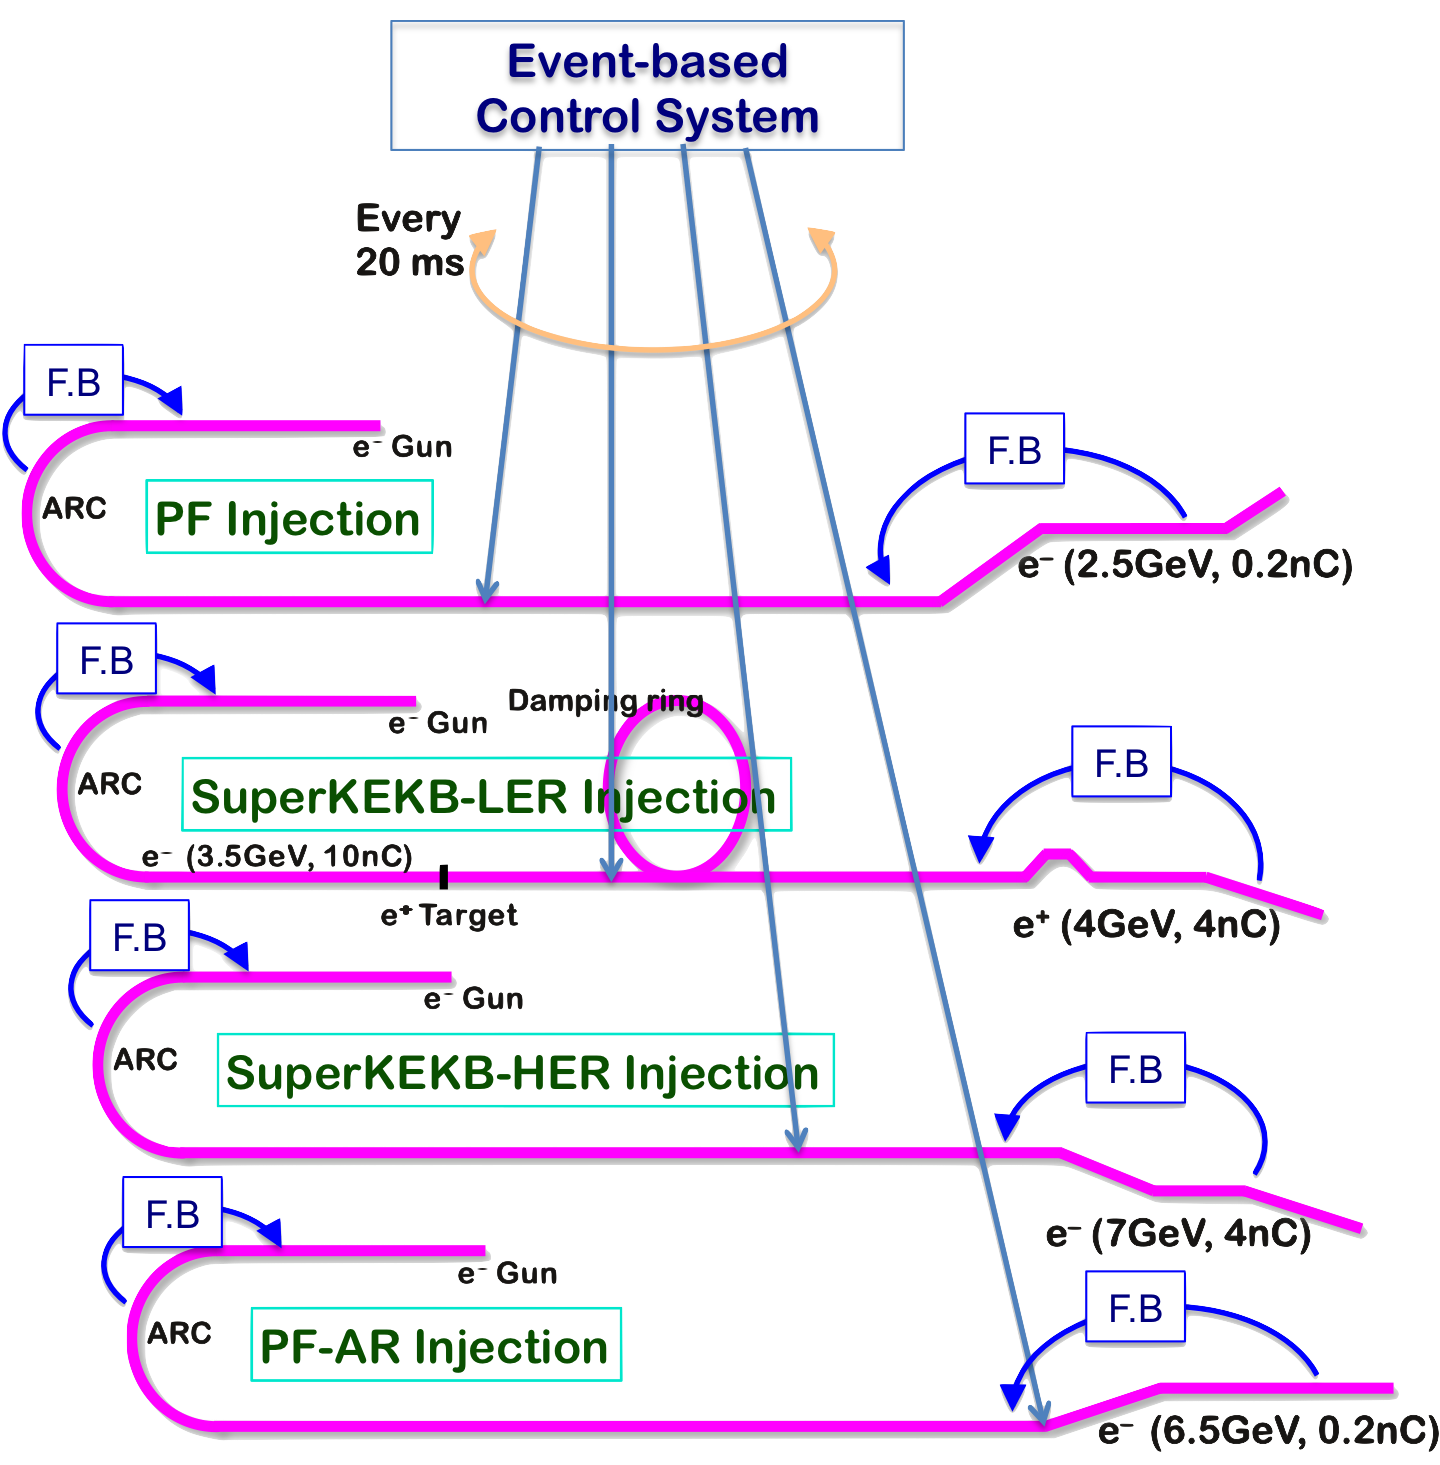 Event-based
Control System
Every
20 ms
F.B
e⁻ Gun
ARC
PF Injection
F.B
e⁻ (2.5GeV, 0.2nC)
F.B
e⁻ Gun
Damping ring
ARC
SuperKEKB-LER Injection
F.B
e⁻ (3.5GeV, 10nC)
e⁺ Target
e⁺ (4GeV, 4nC)
F.B
e⁻ Gun
ARC
SuperKEKB-HER Injection
F.B
e⁻ (7GeV, 4nC)
F.B
e⁻ Gun
ARC
PF-AR Injection
F.B
e⁻ (6.5GeV, 0.2nC)